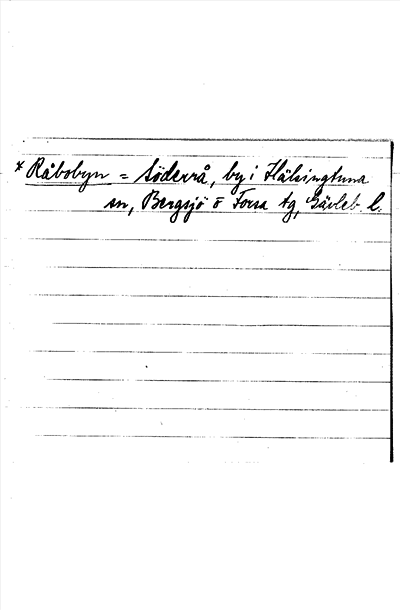 * Råbobyn = Söderrå, by i Hälsingtuna
sn, Bergsjö o Forsa tg, Gävleb. l.